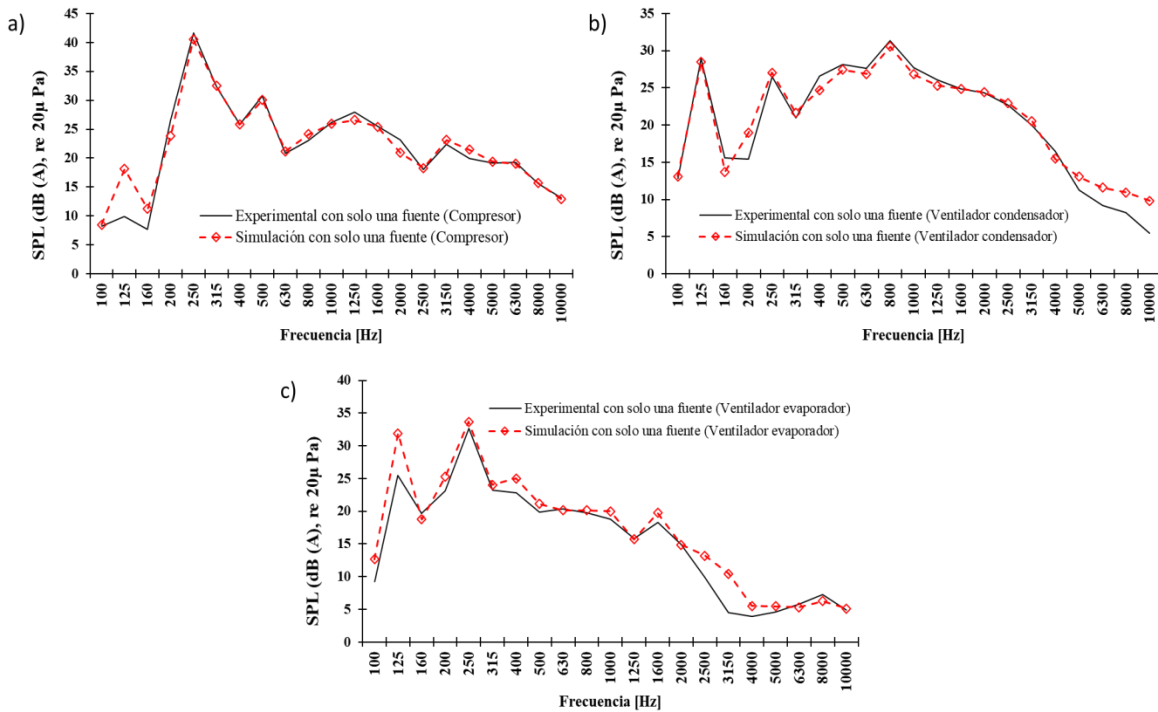 a)
45
40
35
30
25
20
15
10
5
0
SPL (dB (A), re 20µ Pa)
Experimental con solo una fuente (Compresor)
Simulación con solo una fuente (Compresor)
100 125 160 200 250 315 400 500 630 800 1000 1250 1600 2000 2500 3150 4000 5000 6300 8000 10000
Frecuencia [Hz]
b)
35
30
25
20
15
10
5
0
SPL (dB (A), re 20µ Pa)
Experimental con solo una fuente (Ventilador condensador)
Simulación con solo una fuente (Ventilador condensador)
100 125 160 200 250 315 400 500 630 800 1000 1250 1600 2000 2500 3150 4000 5000 6300 8000 10000
Frecuencia [Hz]
c)
40
35
30
25
20
15
10
5
0
SPL (dB (A), re 20µ Pa)
Experimental con solo una fuente (Ventilador evaporador)
Simulación con solo una fuente (Ventilador evaporador)
100 125 160 200 250 315 400 500 630 800 1000 1250 1600 2000 2500 3150 4000 5000 6300 8000 10000
Frecuencia [Hz]